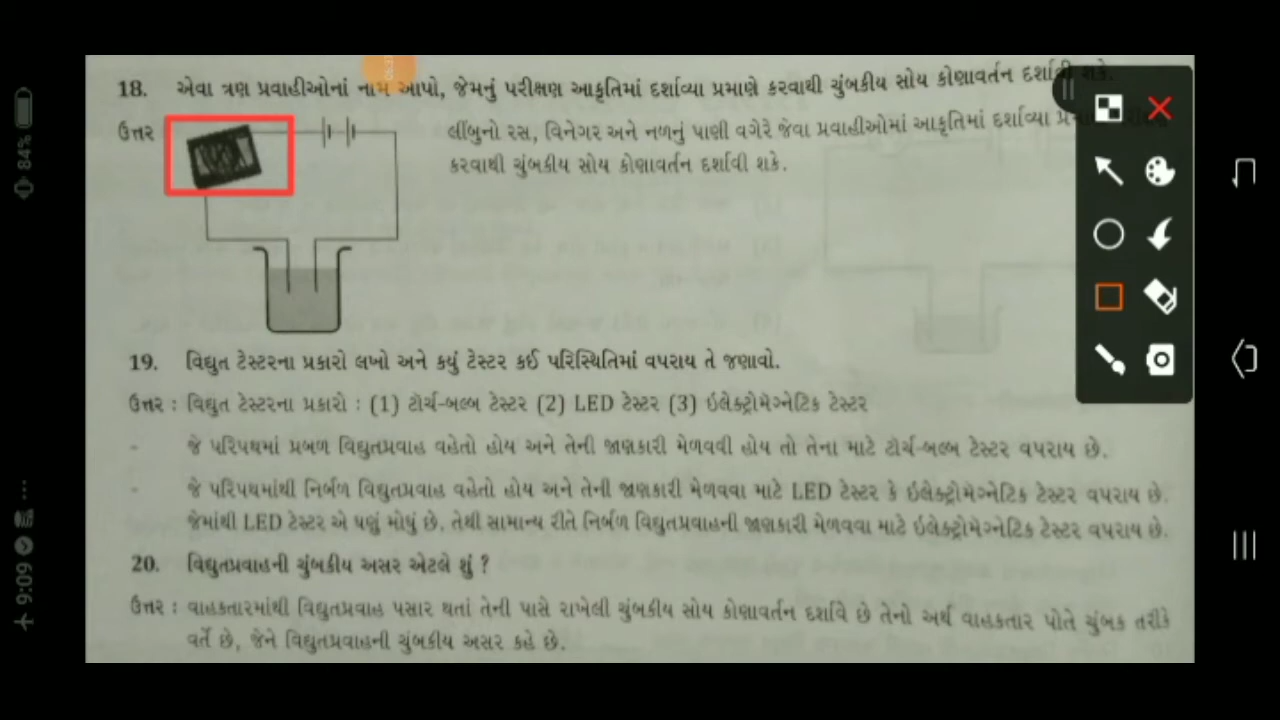 18. એવા ત્રણ પ્રવાહીઓનાં નામ આપો, જેમનું પરીક્ષણ આકૃતિમાં દર્શાવ્યા પ્રમાણે કરવાથી ચુંબકીય સોય કોણાવર્તન દર્શાવી શકે.
ઉત્તર લીંબુનો રસ, વિનેગર અને નળનું પાણી વગેરે જેવા પ્રવાહીઓમાં આકૃતિમાં દર્શાવ્યા
કરવાથી ચુંબકીય સોય કોણાવર્તન દર્શાવી શકે.
19. વિદ્યુત ટેસ્ટરના પ્રકારો લખો અને કયું ટેસ્ટર કઈ પરિસ્થિતિમાં વપરાય તે જણાવો.
ઉત્તર : વિદ્યુત ટેસ્ટરના પ્રકારો : (1) ટૉર્ચ-બલ્બ ટેસ્ટર (2) LED ટેસ્ટર (3) ઇલેક્ટ્રોમૅગ્નેટિક ટેસ્ટર
- જે પરિપથમાં પ્રબળ વિદ્યુતપ્રવાહ વહેતો હોય અને તેની જાણકારી મેળવવી હોય તો તેના માટે ટૉર્ચ-બલ્બ ટેસ્ટર વપરાય છે.
- જે પરિપથમાંથી નિર્બળ વિદ્યુતપ્રવાહ વહેતો હોય અને તેની જાણકારી મેળવવા માટે LED ટેસ્ટર કે ઇલેક્ટ્રોમૅગ્નેટિક ટેસ્ટર વપરાય છે.
જેમાંથી LED ટેસ્ટર એ ઘણું મોઘું છે. તેથી સામાન્ય રીતે નિર્બળ વિદ્યુતપ્રવાહની જાણકારી મેળવવા માટે ઇલેક્ટ્રોમૅગ્નેટિક ટેસ્ટર વપરાય છે.
20. વિદ્યુતપ્રવાહની ચુંબકીય અસર એટલે શું ?
ઉત્તર : વાહકતારમાંથી વિદ્યુતપ્રવાહ પસાર થતાં તેની પાસે રાખેલી ચુંબકીય સોય કોણાવર્તન દર્શાવે છે તેનો અર્થ વાહકતાર પોતે ચુંબક તરીકે
વર્તે છે, જેને વિદ્યુતપ્રવાહની ચુંબકીય અસર કહે છે.
84%
9:09